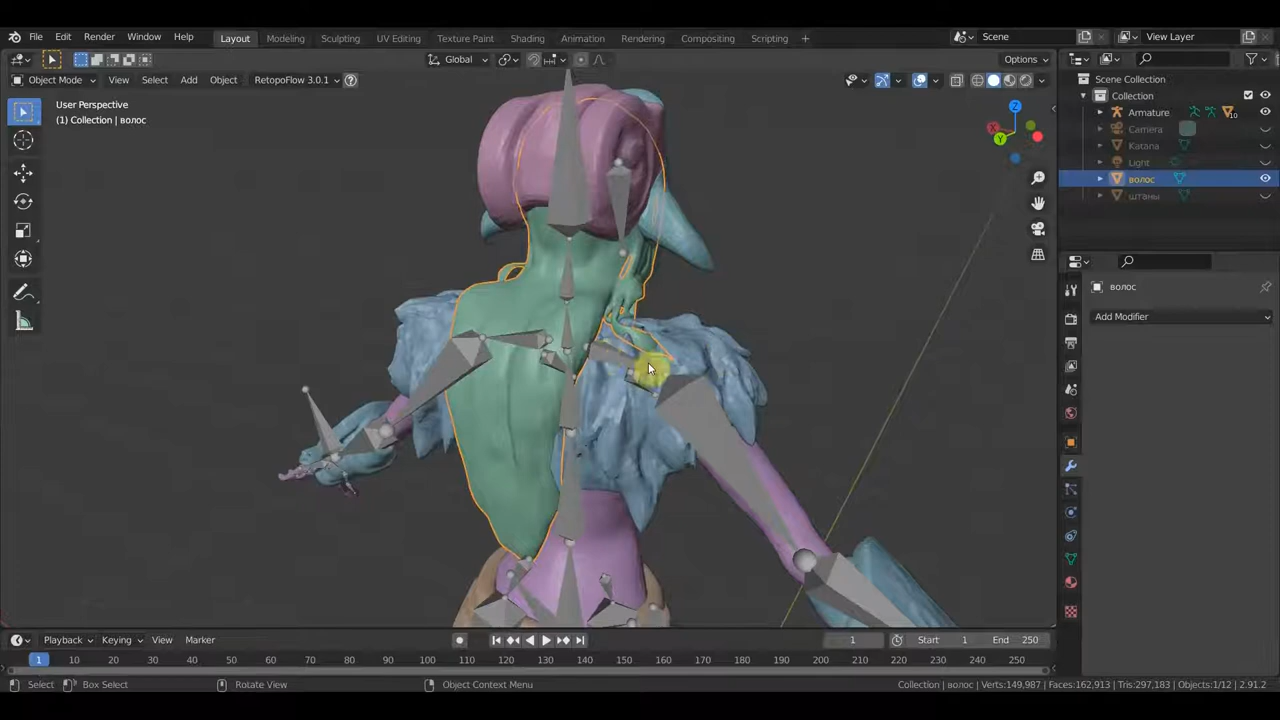 File Edit Render Window Help Layout Modeling Sculpting UV Editing Texture Paint Shading Animation Rendering Compositing Scripting + Scene View Layer
Global Options
Object Mode View Select Add Object RetopoFlow 3.0.1 ?
User Perspective
(1) Collection | волос
Z
X
Y
Scene Collection
Collection
Armature 10
Camera
Katana
Light
волос
штаны
волос
Add Modifier
Playback Keying View Marker 1 Start 1 End 250
1 10 20 30 40 50 60 70 80 90 100 110 120 130 140 150 160 170 180 190 200 210 220 230 240 250
Select Box Select Rotate View Object Context Menu Collection | волос | Verts:149,987 | Faces:162,913 | Tris:297,183 | Objects:1/12 | 2.91.2